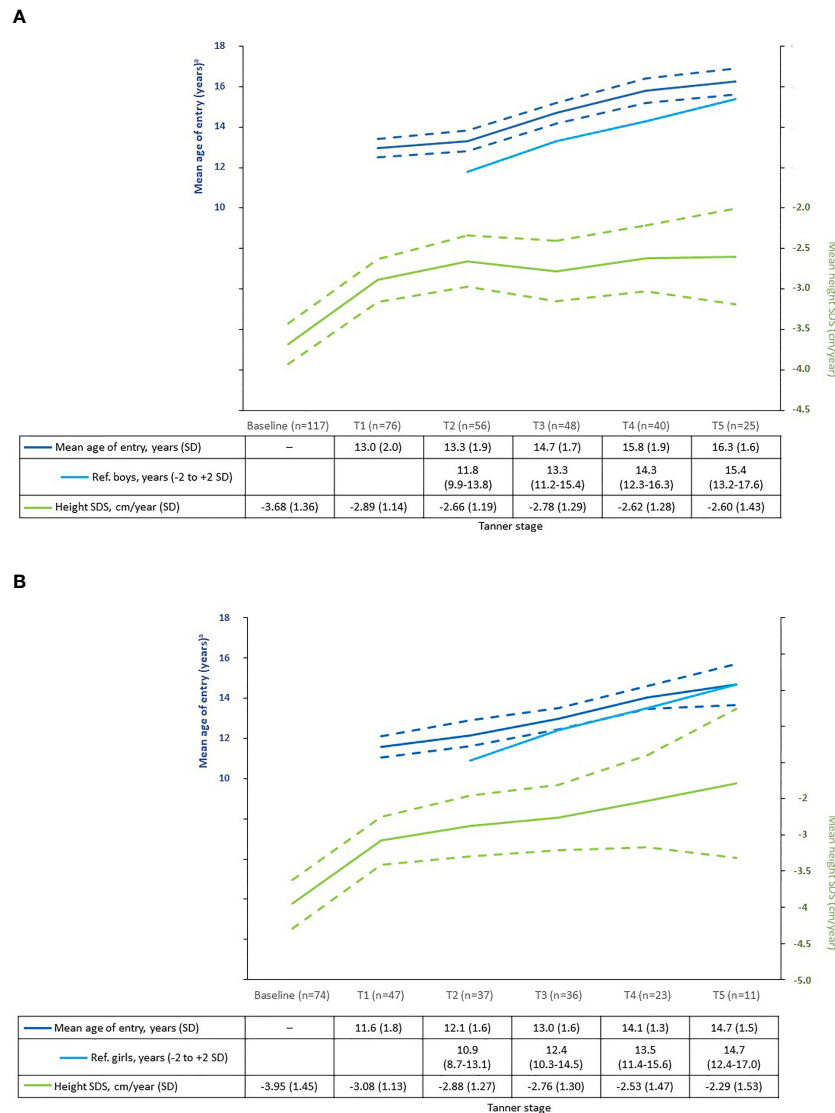 A
18
16
14
12
10
Mean age of entry (years)ª
-2.0
-2.5
-3.0
-3.5
-4.0
-4.5
Mean height SDS (cm/year)
Baseline (n=117) T1 (n=76) T2 (n=56) T3 (n=48) T4 (n=40) T5 (n=25)
Mean age of entry, years (SD) – 13.0 (2.0) 13.3 (1.9) 14.7 (1.7) 15.8 (1.9) 16.3 (1.6)
Ref. boys, years (-2 to +2 SD) 11.8 13.3 14.3 15.4
(9.9-13.8) (11.2-15.4) (12.3-16.3) (13.2-17.6)
Height SDS, cm/year (SD) -3.68 (1.36) -2.89 (1.14) -2.66 (1.19) -2.78 (1.29) -2.62 (1.28) -2.60 (1.43)
Tanner stage
B
18
16
14
12
10
Mean age of entry (years)ª
-2
-3
-3.5
-4
-4.5
-5.0
Mean height SDS (cm/year)
Baseline (n=74) T1 (n=47) T2 (n=37) T3 (n=36) T4 (n=23) T5 (n=11)
Mean age of entry, years (SD) – 11.6 (1.8) 12.1 (1.6) 13.0 (1.6) 14.1 (1.3) 14.7 (1.5)
Ref. girls, years (-2 to +2 SD) 10.9 12.4 13.5 14.7
(8.7-13.1) (10.3-14.5) (11.4-15.6) (12.4-17.0)
Height SDS, cm/year (SD) -3.95 (1.45) -3.08 (1.13) -2.88 (1.27) -2.76 (1.30) -2.53 (1.47) -2.29 (1.53)
Tanner stage